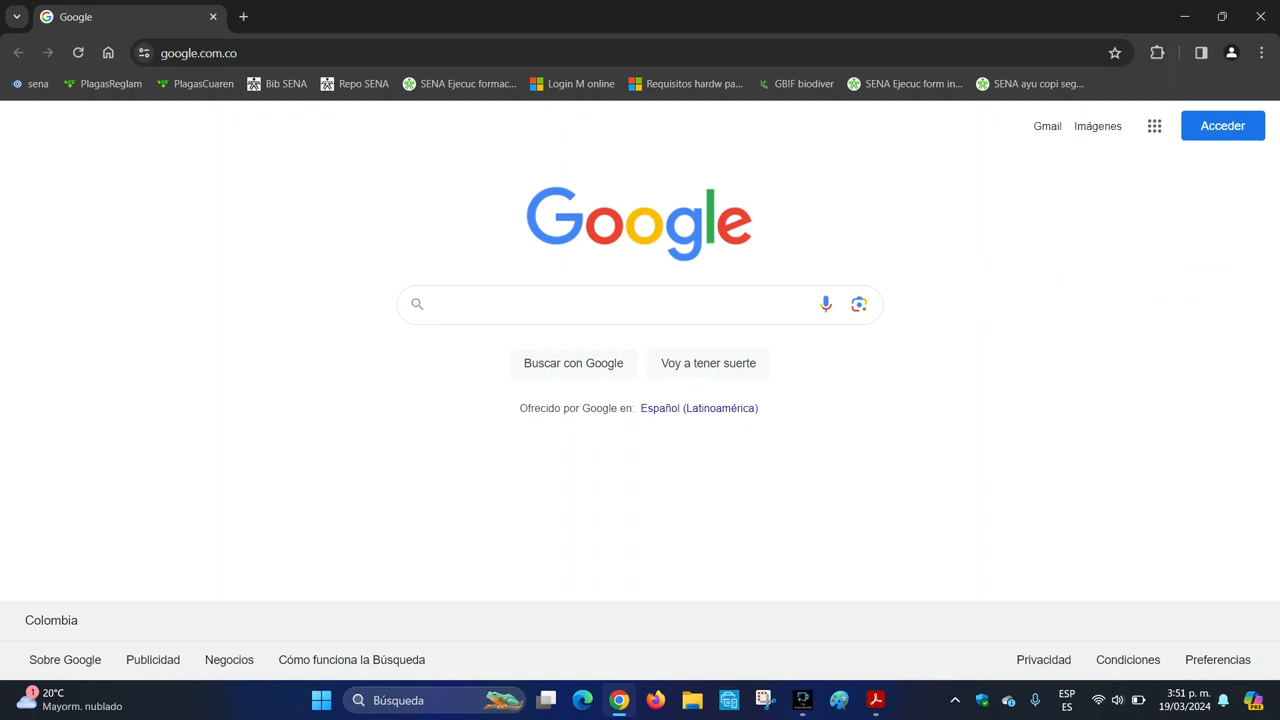 Google
google.com.co
sena
PlagasReglam
PlagasCuaren
Bib SENA
Repo SENA
SENA Ejecuc formac...
Login M online
Requisitos hardw pa...
GBIF biodiver
SENA Ejecuc form in...
SENA ayu copi seg...
Gmail
Imágenes
Acceder
Google
Buscar con Google
Voy a tener suerte
Ofrecido por Google en: Español (Latinoamérica)
Colombia
Sobre Google
Publicidad
Negocios
Cómo funciona la Búsqueda
Privacidad
Condiciones
Preferencias
1
20°C
Mayorm. nublado
Búsqueda
ESP
ES
3:51 p. m.
19/03/2024